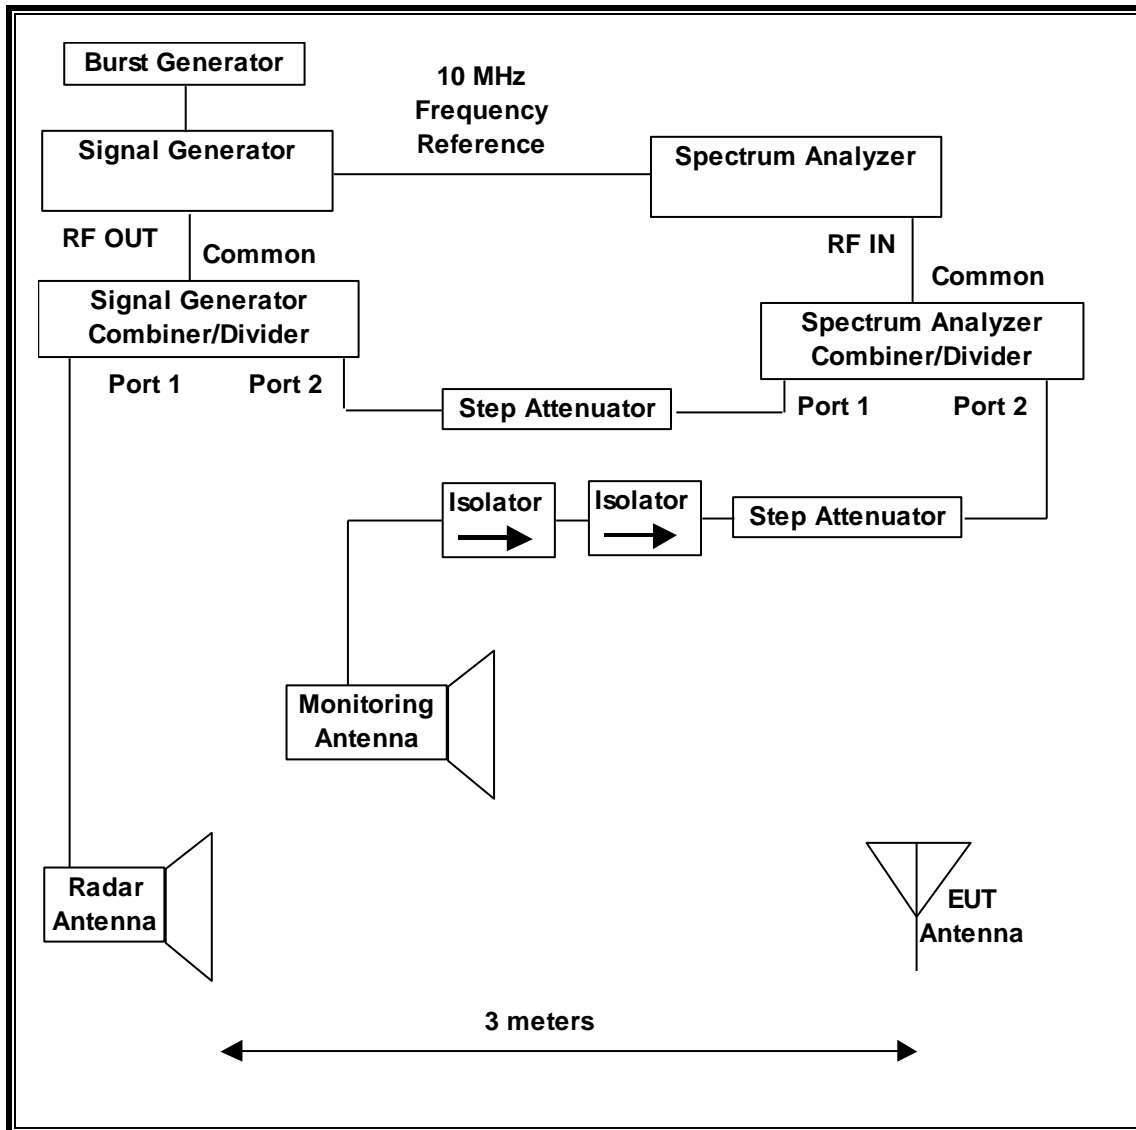 Burst Generator
10 MHz
Frequency
Reference
Signal Generator
Spectrum Analyzer
RF OUT
Common
RF IN
Common
Signal Generator
Combiner/Divider
Spectrum Analyzer
Combiner/Divider
Port 1
Port 2
Step Attenuator
Port 1
Port 2
Isolator
Isolator
Step Attenuator
Monitoring
Antenna
Radar
Antenna
EUT
Antenna
3 meters